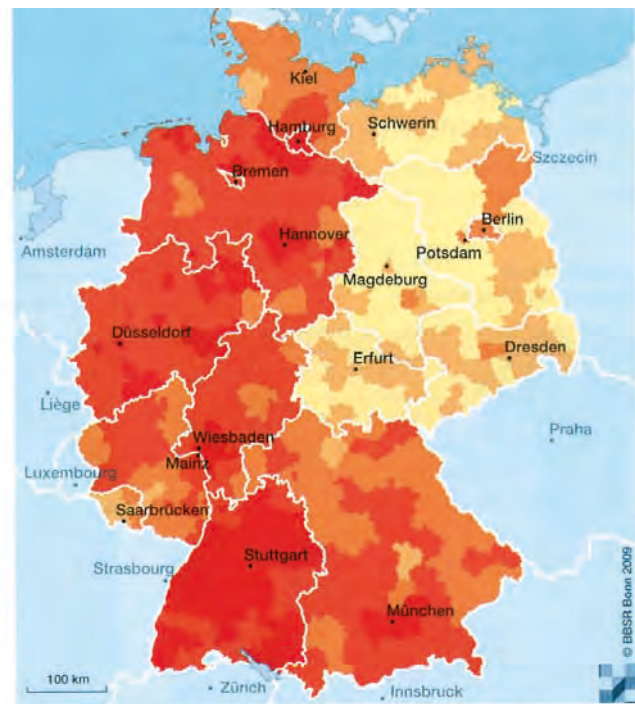 Kiel
Hamburg
Schwerin
Szczecin
Bremen
Berlin
Hannover
Potsdam
Amsterdam
Magdeburg
Düsseldorf
Erfurt
Dresden
Liège
Wiesbaden
Praha
Mainz
Luxembourg
Saarbrücken
Stuttgart
Strasbourg
München
© BBSR Bonn 2009
100 km
Zürich
Innsbruck